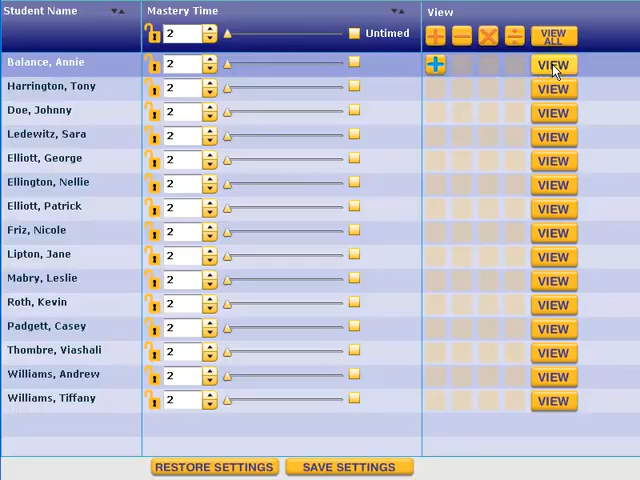 Student Name Mastery Time View
2 Untimed VIEW ALL
Balance, Annie 2 VIEW
Harrington, Tony 2 VIEW
Doe, Johnny 2 VIEW
Ledewitz, Sara 2 VIEW
Elliott, George 2 VIEW
Ellington, Nellie 2 VIEW
Elliott, Patrick 2 VIEW
Friz, Nicole 2 VIEW
Lipton, Jane 2 VIEW
Mabry, Leslie 2 VIEW
Roth, Kevin 2 VIEW
Padgett, Casey 2 VIEW
Thombre, Viashali 2 VIEW
Williams, Andrew 2 VIEW
Williams, Tiffany 2 VIEW
RESTORE SETTINGS SAVE SETTINGS